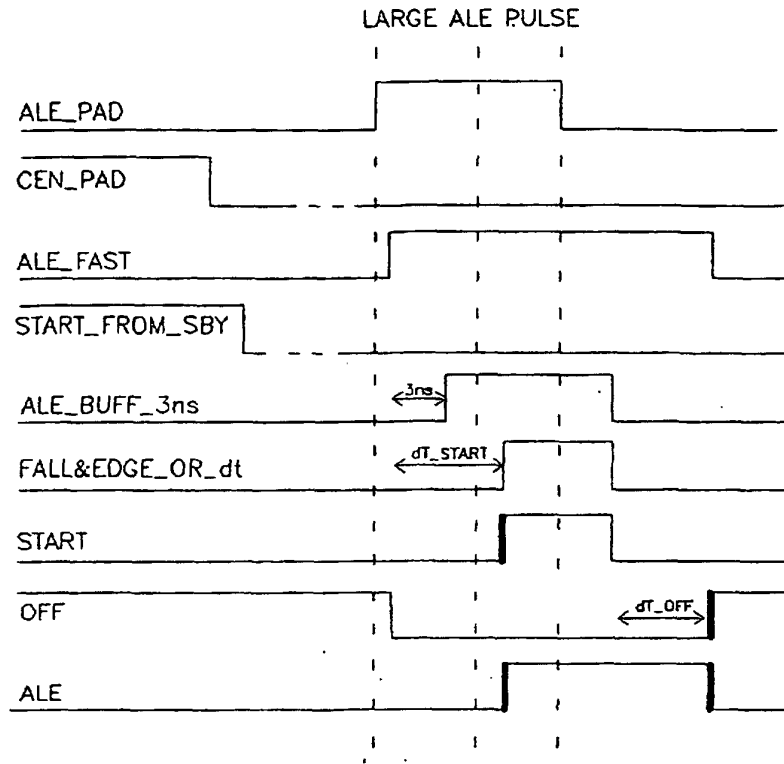 LARGE ALE PULSE
ALE_PAD
CEN_PAD
ALE_FAST
START_FROM_SBY
3ns
ALE_BUFF_3ns
dT_START
FALL&EDGE_OR_dt
START
OFF
dT_OFF
ALE